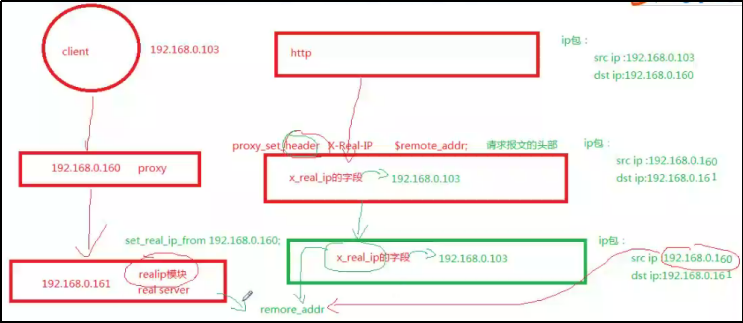 client
192.168.0.103
http
ip包：
src ip :192.168.0.103
dst ip:192.168.0.160
proxy_set_header X-Real-IP $remote_addr; 请求报文的头部
192.168.0.160 proxy
x_real_ip的字段 192.168.0.103
src ip :192.168.0.160
dst ip:192.168.0.161
set_real_ip_from 192.168.0.160;
ip包：
realip模块
x_real_ip的字段 192.168.0.103
src ip 192.168.0.160
192.168.0.161
real server
dst ip:192.168.0.161
remore_addr